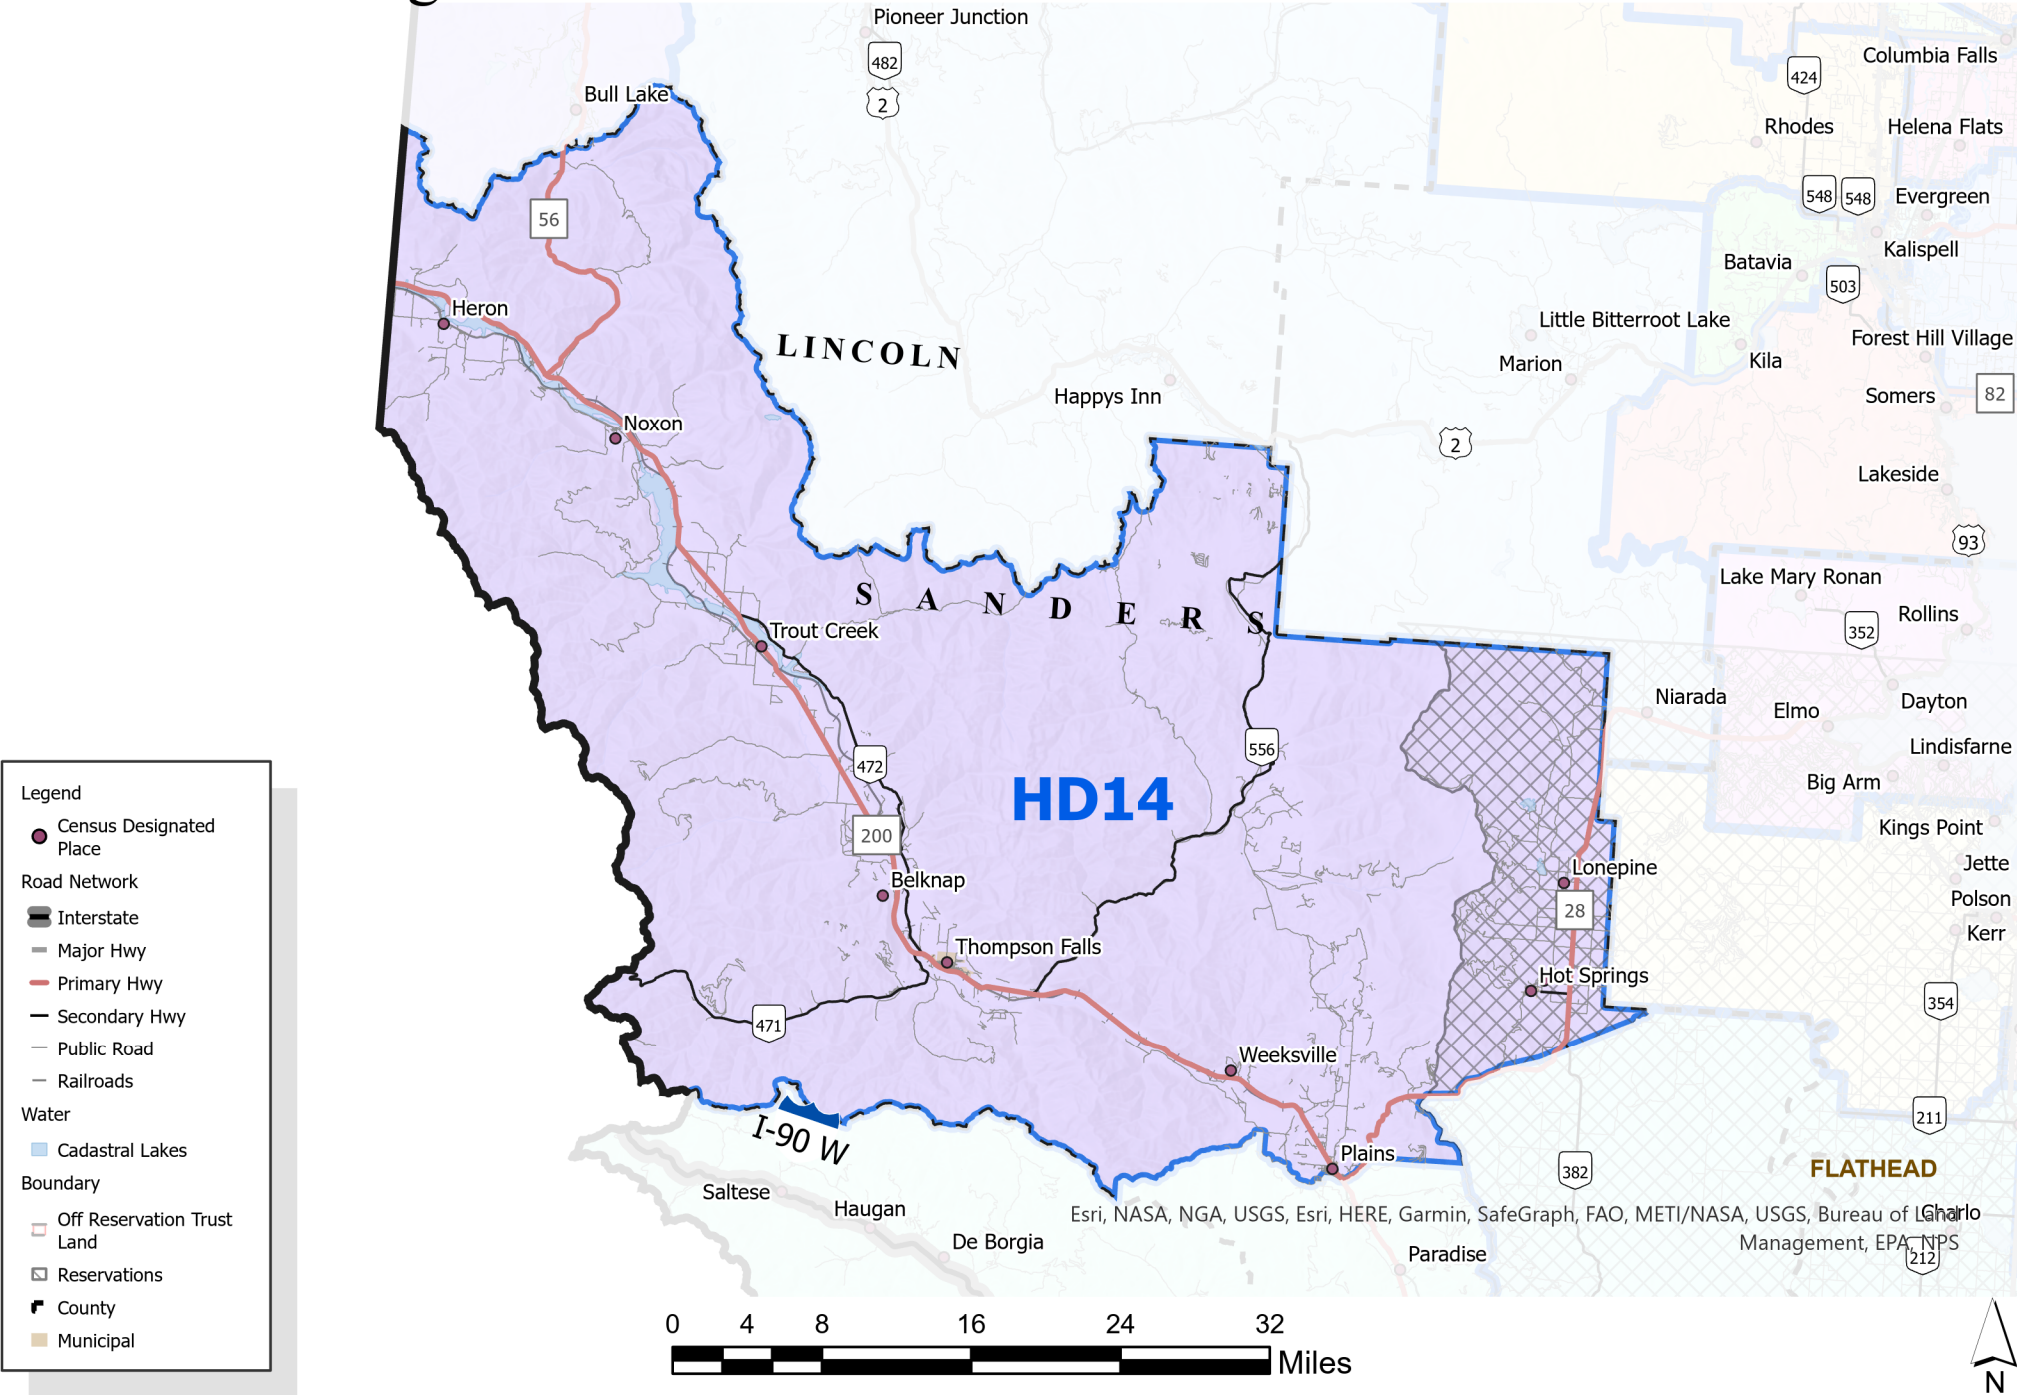 Pioneer Junction
482
2
Columbia Falls
424
Bull Lake
Rhodes
Helena Flats
56
548
548
Evergreen
Kalispell
Batavia
503
Heron
Little Bitterroot Lake
Forest Hill Village
LINCOLN
Marion
Kila
Happys Inn
Somers
82
Noxon
2
Lakeside
93
Lake Mary Ronan
SANDERS
Rollins
352
Trout Creek
Niarada
Elmo
Dayton
556
Lindisfarne
472
Big Arm
HD14
Kings Point
200
Jette
Lonepine
Belknap
Polson
28
Kerr
Thompson Falls
Hot Springs
354
471
Weeksville
211
I-90 W
Plains
382
FLATHEAD
Saltese
Haugan
Charlo
De Borgia
Paradise
212
Esri, NASA, NGA, USGS, Esri, HERE, Garmin, SafeGraph, FAO, METI/NASA, USGS, Bureau of Land
Management, EPA, NPS
Legend
Census Designated
Place
Road Network
Interstate
Major Hwy
Primary Hwy
Secondary Hwy
Public Road
Railroads
Water
Cadastral Lakes
Boundary
Off Reservation Trust
Land
Reservations
County
Municipal
0 4 8 16 24 32
Miles
N